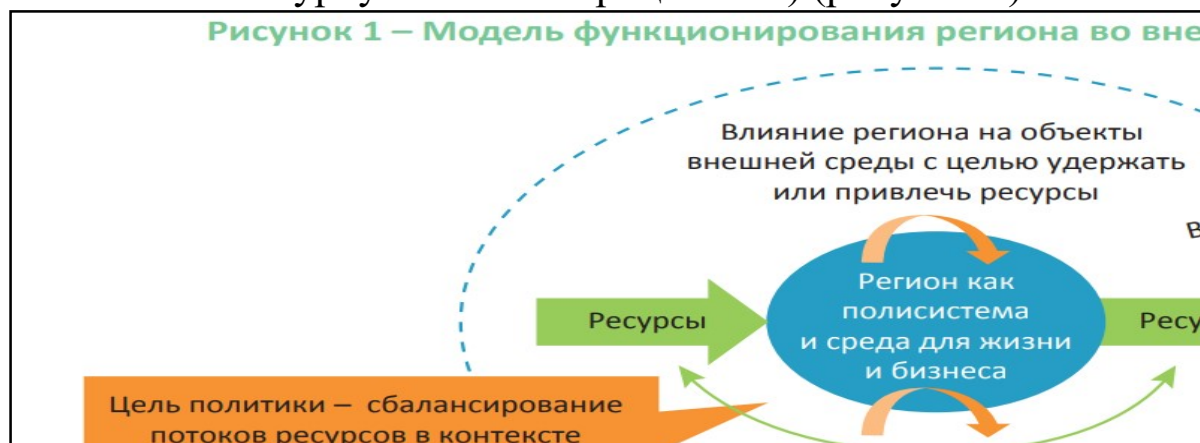 Рисунок 1 – Модель функционирования региона во вне
Влияние региона на объекты
внешней среды с целью удержать
или привлечь ресурсы
В
Регион как
полисистема
и среда для жизни
и бизнеса
Ресурсы
Ресу
Цель политики – сбалансирование
потоков ресурсов в контексте